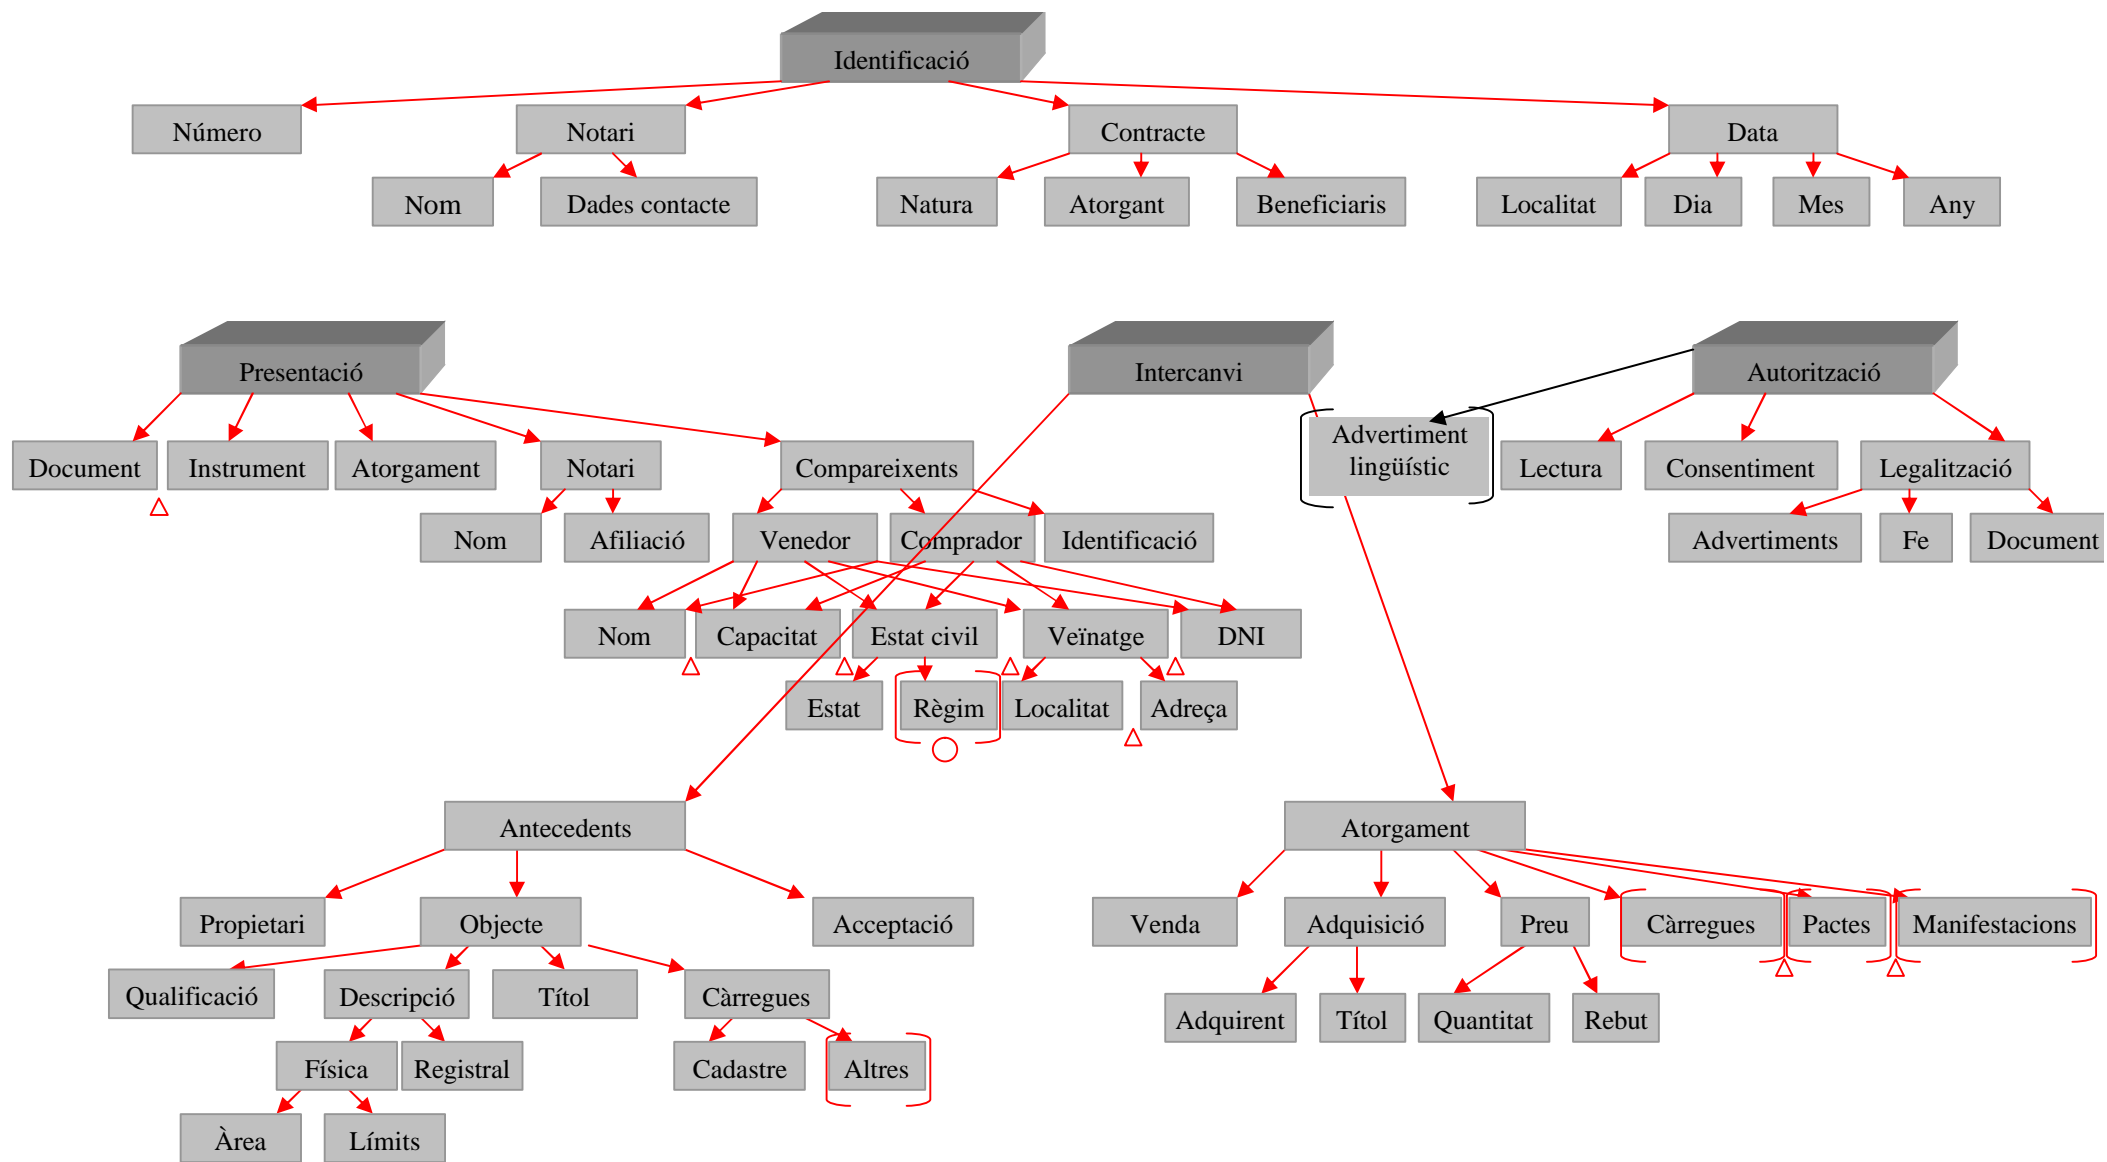 Identificació
Número
Notari
Contracte
Data
Nom
Dades contacte
Natura
Atorgant
Beneficiaris
Localitat
Dia
Mes
Any
Presentació
Intercanvi
Autorització
Document
Instrument
Atorgament
Notari
Compareixents
Advertiment
lingüístic
Lectura
Consentiment
Legalització
Nom
Afiliació
Venedor
Comprador
Identificació
Advertiments
Fe
Document
Nom
Capacitat
Estat civil
Veïnatge
DNI
Estat
Règim
Localitat
Adreça
Antecedents
Atorgament
Propietari
Objecte
Acceptació
Venda
Adquisició
Preu
Càrregues
Pactes
Manifestacions
Qualificació
Descripció
Títol
Càrregues
Adquirent
Títol
Quantitat
Rebut
Física
Registral
Cadastre
Altres
Àrea
Límits